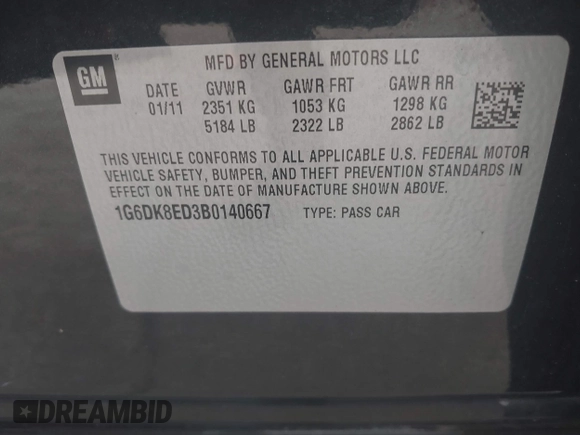 GM
MFD BY GENERAL MOTORS LLC
DATE GVWR GAWR FRT GAWR RR
01/11 2351 KG 1053 KG 1298 KG
5184 LB 2322 LB 2862 LB
THIS VEHICLE CONFORMS TO ALL APPLICABLE U.S. FEDERAL MOTOR
VEHICLE SAFETY, BUMPER, AND THEFT PREVENTION STANDARDS IN
EFFECT ON THE DATE OF MANUFACTURE SHOWN ABOVE.
1G6DK8ED3B0140667 TYPE: PASS CAR
DREAMBID